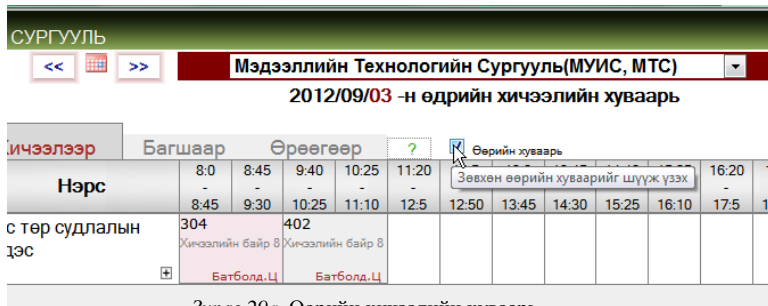 СУРГУУЛЬ
<< >> Мэдээллийн Технологийн Сургууль(МУИС, МТС)
2012/09/03 -н өдрийн хичээлийн хуваарь
Хичээлээр Багшаар Өрөөгөөр ? Өөрийн хуваарь
Зөвхөн өөрийн хуваарийг шүүж үзэх
Нэрс
8:0 - 8:45
8:45 - 9:30
9:40 - 10:25
10:25 - 11:10
11:20 - 12:5
12:50
13:45
14:30
15:25
16:10
16:20 - 17:5
с төр судлалын
дэс
304
Хичээлийн байр 8
Батболд.Ц
402
Хичээлийн байр 8
Батболд.Ц